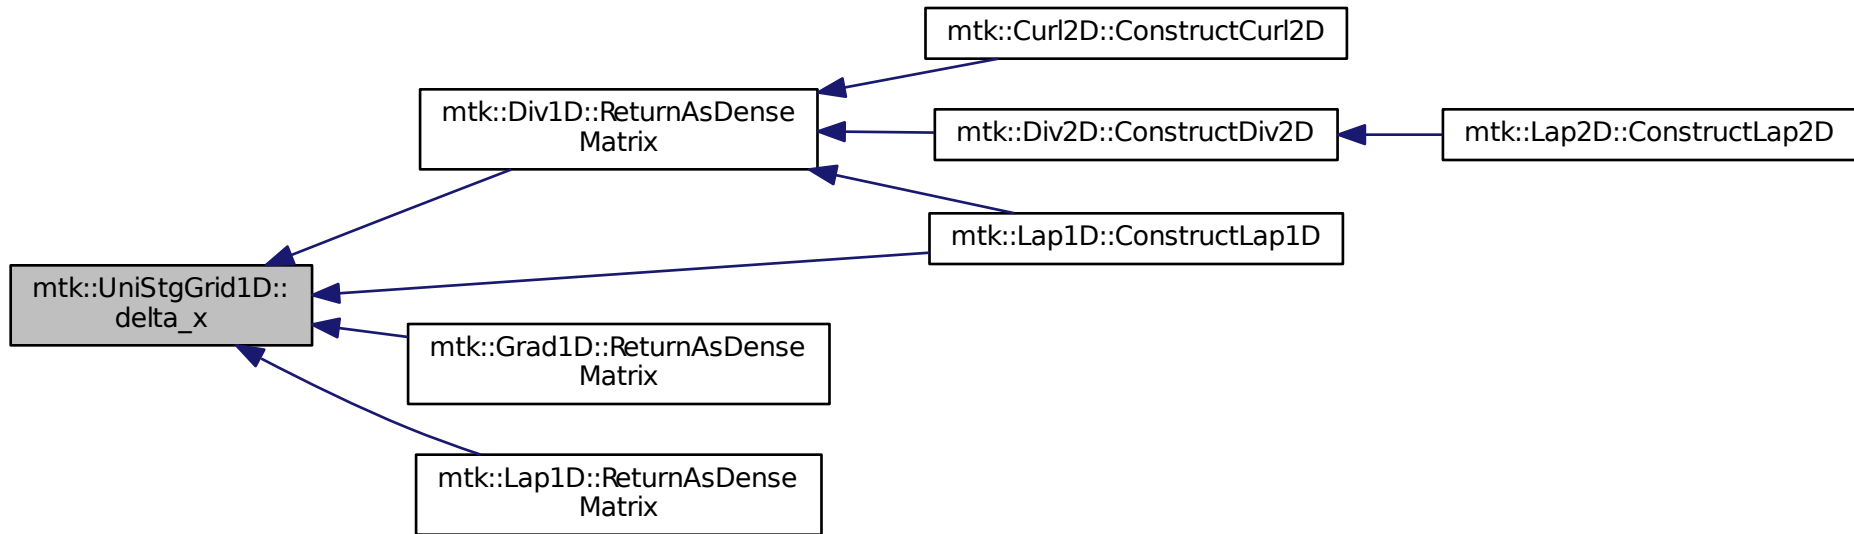 mtk::Curl2D::ConstructCurl2D
mtk::Div1D::ReturnAsDense
Matrix
mtk::Div2D::ConstructDiv2D
mtk::Lap2D::ConstructLap2D
mtk::Lap1D::ConstructLap1D
mtk::UniStgGrid1D::
delta_x
mtk::Grad1D::ReturnAsDense
Matrix
mtk::Lap1D::ReturnAsDense
Matrix